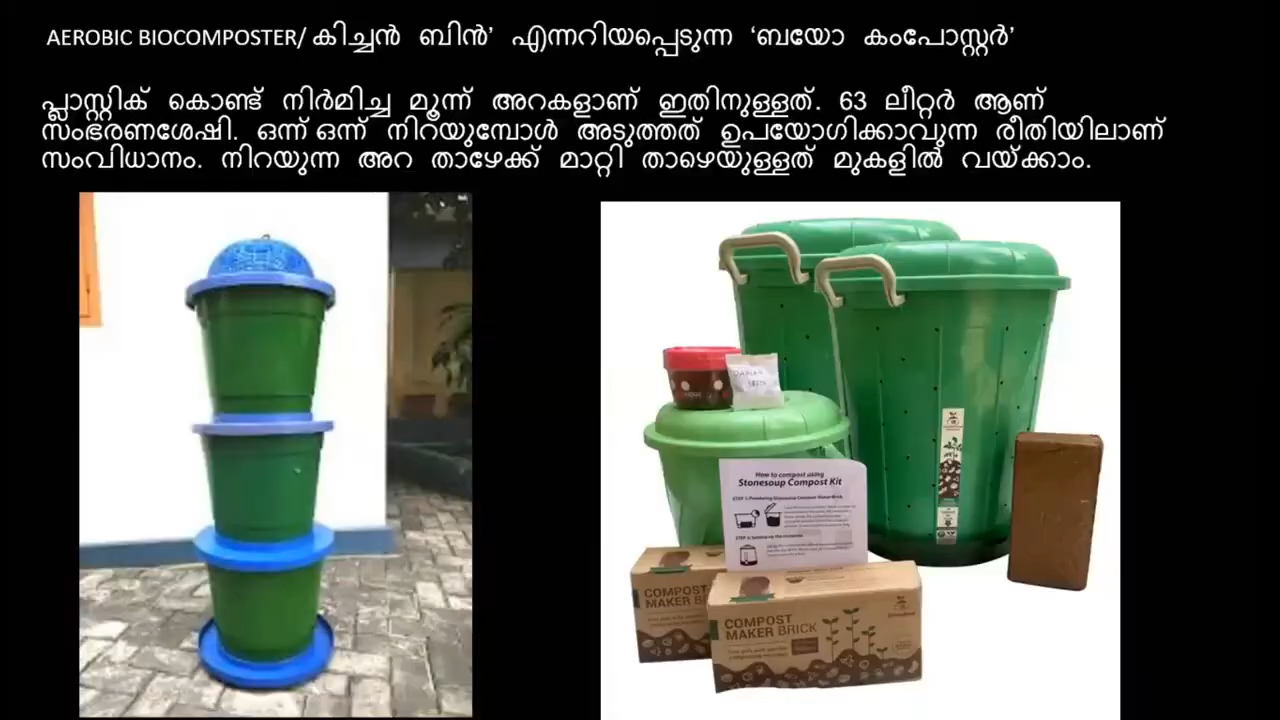 AEROBIC BIOCOMPOSTER/ കിച്ചൻ ബിൻ’ എന്നറിയപ്പെടുന്ന ‘ബയോ കംപോസ്റ്റർ’
പ്ലാസ്റ്റിക് കൊണ്ട് നിർമിച്ച മൂന്ന് അറകളാണ് ഇതിനുള്ളത്. 63 ലീറ്റർ ആണ്
സംഭരണശേഷി. ഒന്ന് ഒന്ന് നിറയുമ്പോൾ അടുത്തത് ഉപയോഗിക്കാവുന്ന രീതിയിലാണ്
സംവിധാനം. നിറയുന്ന അറ താഴേക്ക് മാറ്റി താഴെയുള്ളത് മുകളിൽ വയ്ക്കാം.
How to compost using
Stonesoup Compost Kit
COMPOST
MAKER
COMPOST
MAKER BRICK